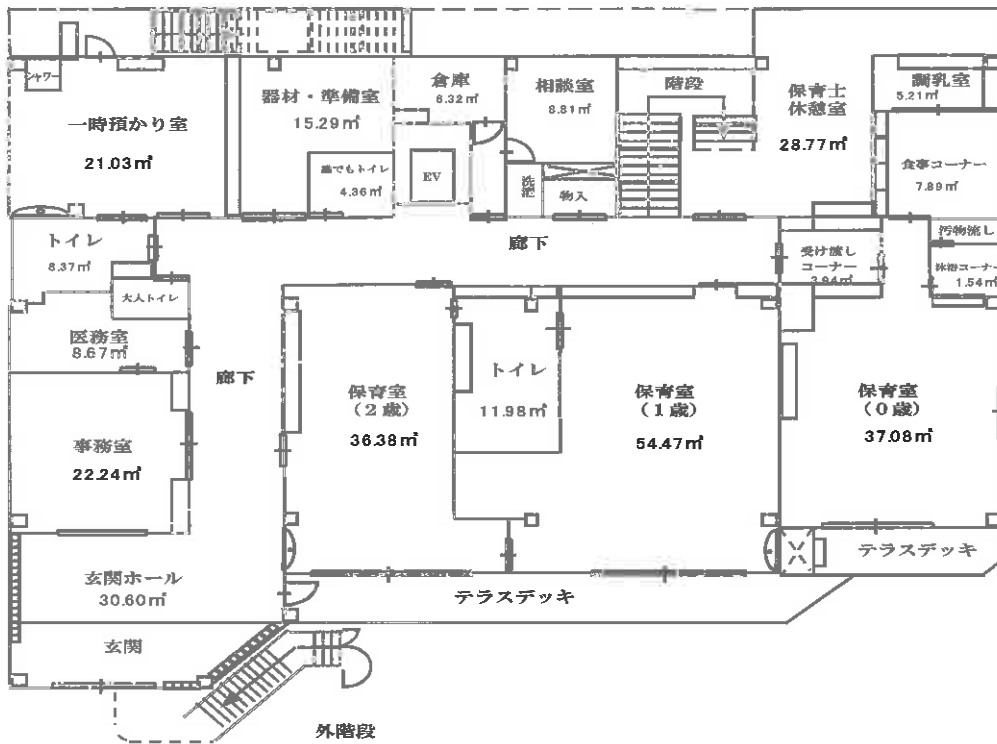 シャワー
一時預かり室
21.03㎡
器材・準備室
15.29㎡
誰でもトイレ
4.36㎡
倉庫
6.32㎡
EV
相談室
8.81㎡
洗濯
物入
階段
保育士
休憩室
28.77㎡
調乳室
5.21㎡
食事コーナー
7.89㎡
汚物流し
沐浴コーナー
1.54㎡
廊下
受け渡し
コーナー
3.94㎡
トイレ
8.37㎡
大人トイレ
医務室
8.67㎡
廊下
事務室
22.24㎡
保育室
(2歳)
36.38㎡
トイレ
11.98㎡
保育室
(1歳)
54.47㎡
保育室
(0歳)
37.08㎡
テラスデッキ
玄関ホール
30.60㎡
テラスデッキ
玄関
外階段